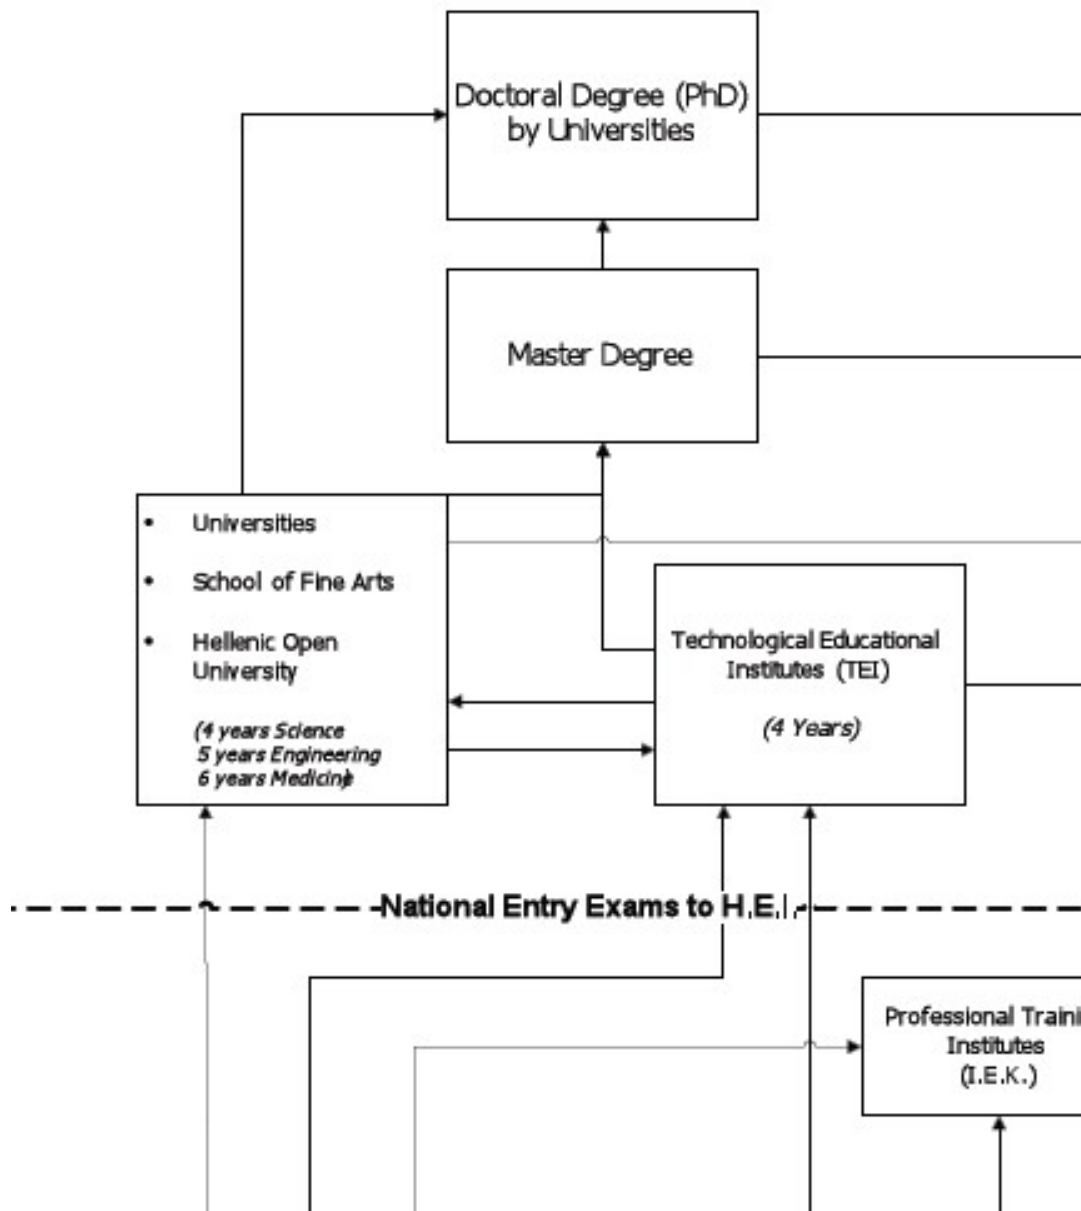 Doctoral Degree (PhD)
by Universities
Master Degree
• Universities
• School of Fine Arts
• Hellenic Open
University
(4 years Science
5 years Engineering
6 years Medicine)
Technological Educational
Institutes (TEI)
(4 Years)
National Entry Exams to H.E.I.
Professional Traini
Institutes
(I.E.K.)